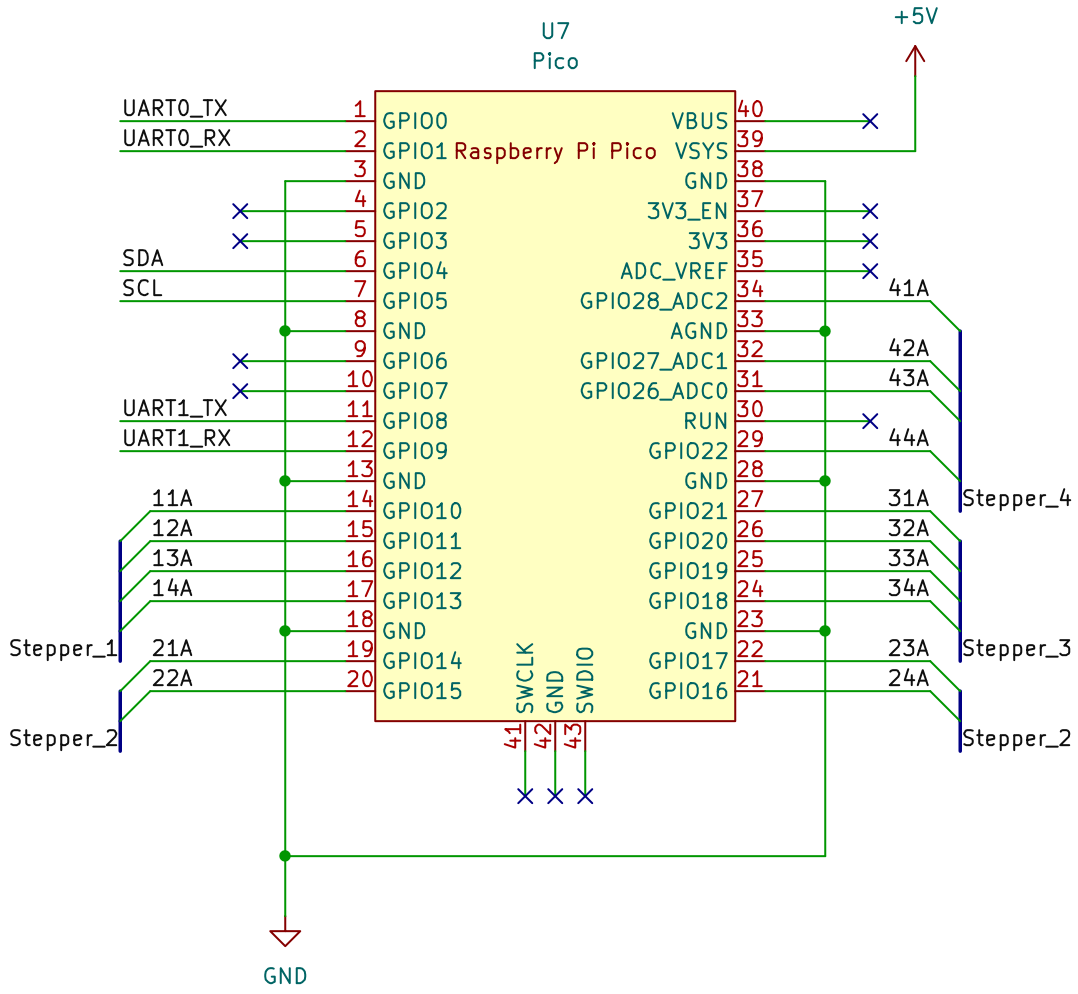 U7
Pico
+5V
UART0_TX 1 GPIO0 VBUS 40
UART0_RX 2 GPIO1 Raspberry Pi Pico VSYS 39
3 GND GND 38
4 GPIO2 3V3_EN 37
5 GPIO3 3V3 36
SDA 6 GPIO4 ADC_VREF 35
SCL 7 GPIO5 GPIO28_ADC2 34 41A
8 GND AGND 33
9 GPIO6 GPIO27_ADC1 32 42A
10 GPIO7 GPIO26_ADC0 31 43A
UART1_TX 11 GPIO8 RUN 30
UART1_RX 12 GPIO9 GPIO22 29 44A
13 GND GND 28
Stepper_4
11A 14 GPIO10 GPIO21 27 31A
12A 15 GPIO11 GPIO20 26 32A
13A 16 GPIO12 GPIO19 25 33A
14A 17 GPIO13 GPIO18 24 34A
18 GND GND 23
Stepper_1 Stepper_3
21A 19 GPIO14 GPIO17 22 23A
22A 20 GPIO15 GPIO16 21 24A
Stepper_2 Stepper_2
SWCLK GND SWDIO
41 42 43
GND